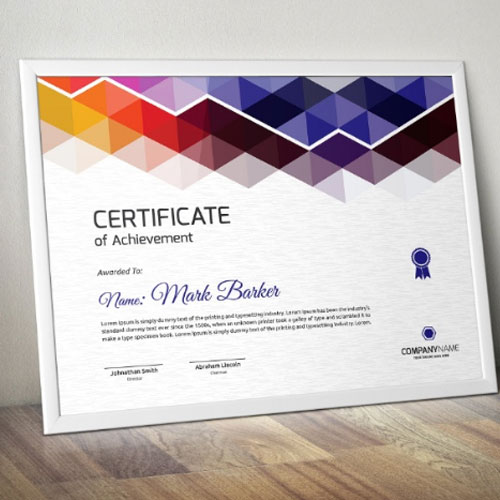 CERTIFICATE
of Achievement
Awarded To:
Name: Mark Barker
Lorem Ipsum is simply dummy text of the printing and typesetting industry. Lorem Ipsum has been the industry's
standard dummy text ever since the 1500s, when an unknown printer took a galley of type and scrambled it to
make a type specimen book. Lorem Ipsum is simply dummy text of the printing and typesetting
Johnathan Smith
Director
Abraham Lincoln
Chairman
COMPANYNAME